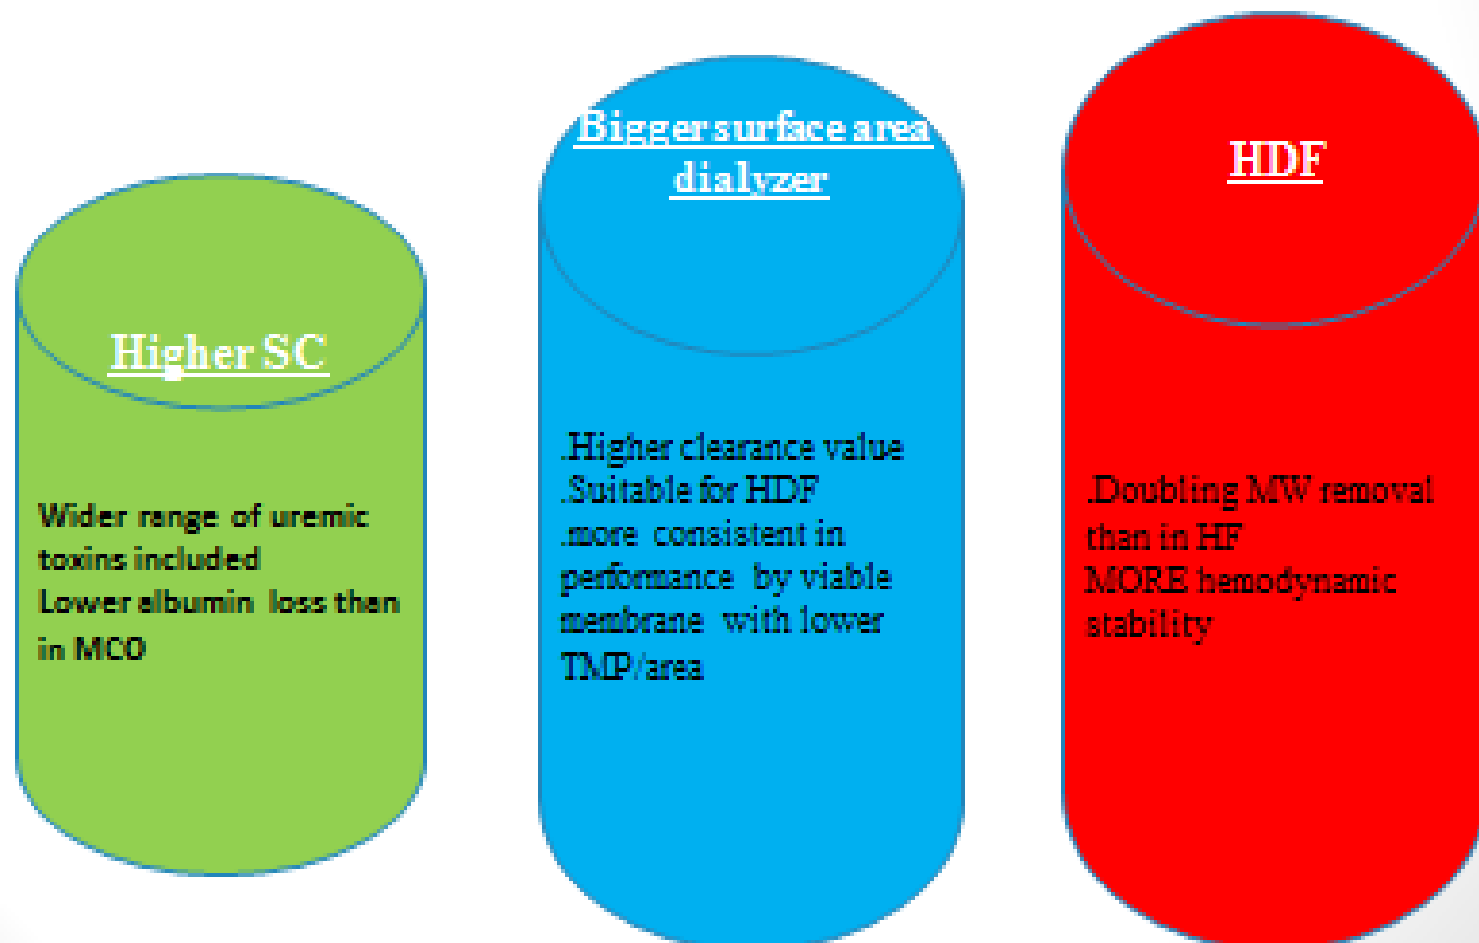 Higher SC
Wider range of uremic
toxins included
Lower albumin loss than
in MCO
Bigger surface area
dialyzer
.Higher clearance value
.Suitable for HDF
.more consistent in
performance by viable
membrane with lower
TMP/area
HDF
.Doubling MW removal
than in HF
MORE hemodynamic
stability